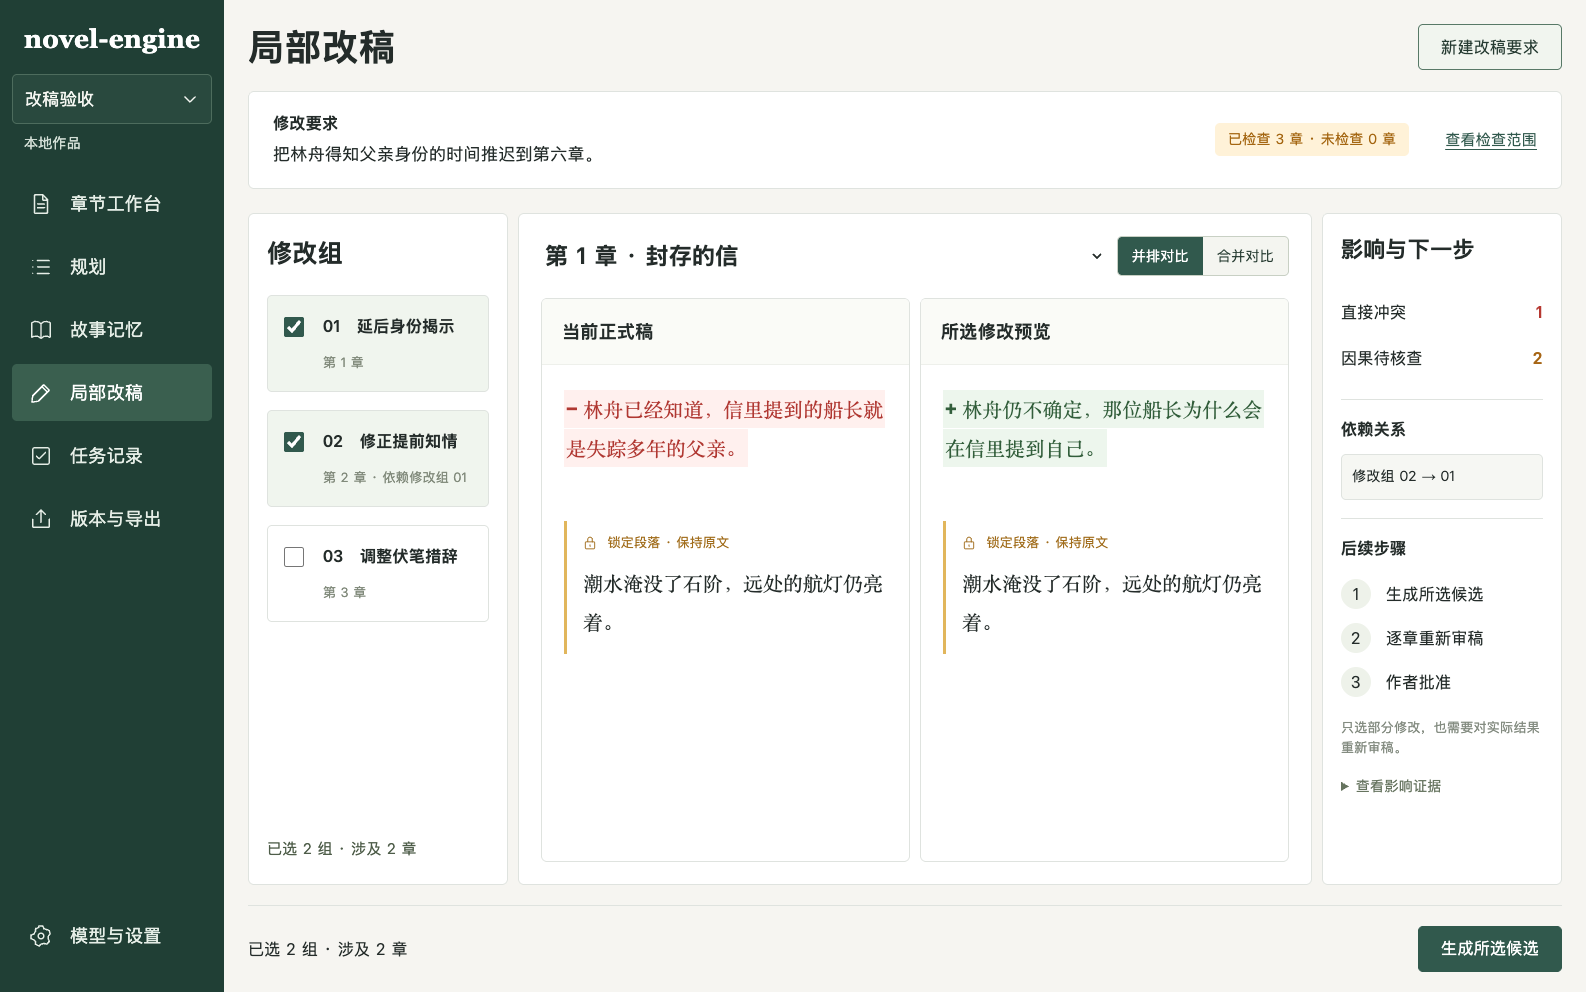 novel-engine
改稿验收
本地作品
章节工作台
规划
故事记忆
局部改稿
任务记录
版本与导出
模型与设置
局部改稿
新建改稿要求
修改要求
把林舟得知父亲身份的时间推迟到第六章。
已检查 3 章 · 未检查 0 章
查看检查范围
修改组
01 延后身份揭示
第 1 章
02 修正提前知情
第 2 章 · 依赖修改组 01
03 调整伏笔措辞
第 3 章
已选 2 组 · 涉及 2 章
第 1 章 · 封存的信
并排对比
合并对比
当前正式稿
− 林舟已经知道，信里提到的船长就
是失踪多年的父亲。
锁定段落 · 保持原文
潮水淹没了石阶，远处的航灯仍亮
着。
所选修改预览
+ 林舟仍不确定，那位船长为什么会
在信里提到自己。
锁定段落 · 保持原文
潮水淹没了石阶，远处的航灯仍亮
着。
影响与下一步
直接冲突 1
因果待核查 2
依赖关系
修改组 02 → 01
后续步骤
1 生成所选候选
2 逐章重新审稿
3 作者批准
只选部分修改，也需要对实际结果
重新审稿。
查看影响证据
已选 2 组 · 涉及 2 章
生成所选候选